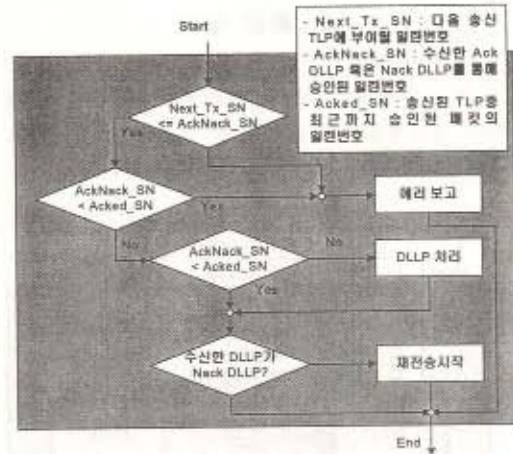 Start
- Next_Tx_SN : 다음 송신
TLP에 부여될 일련번호
- AckNack_SN : 수신한 Ack
DLLP 혹은 Nack DLLP를 통해
승인된 일련번호
- Acked_SN : 송신된 TLP중
최근까지 승인된 패킷의
일련번호
Next_Tx_SN
<= AckNack_SN
Yes
AckNack_SN
< Acked_SN
Yes
에러 보고
No
AckNack_SN
< Acked_SN
No
DLLP 처리
Yes
수신한 DLLP가
Nack DLLP?
재전송시작
End